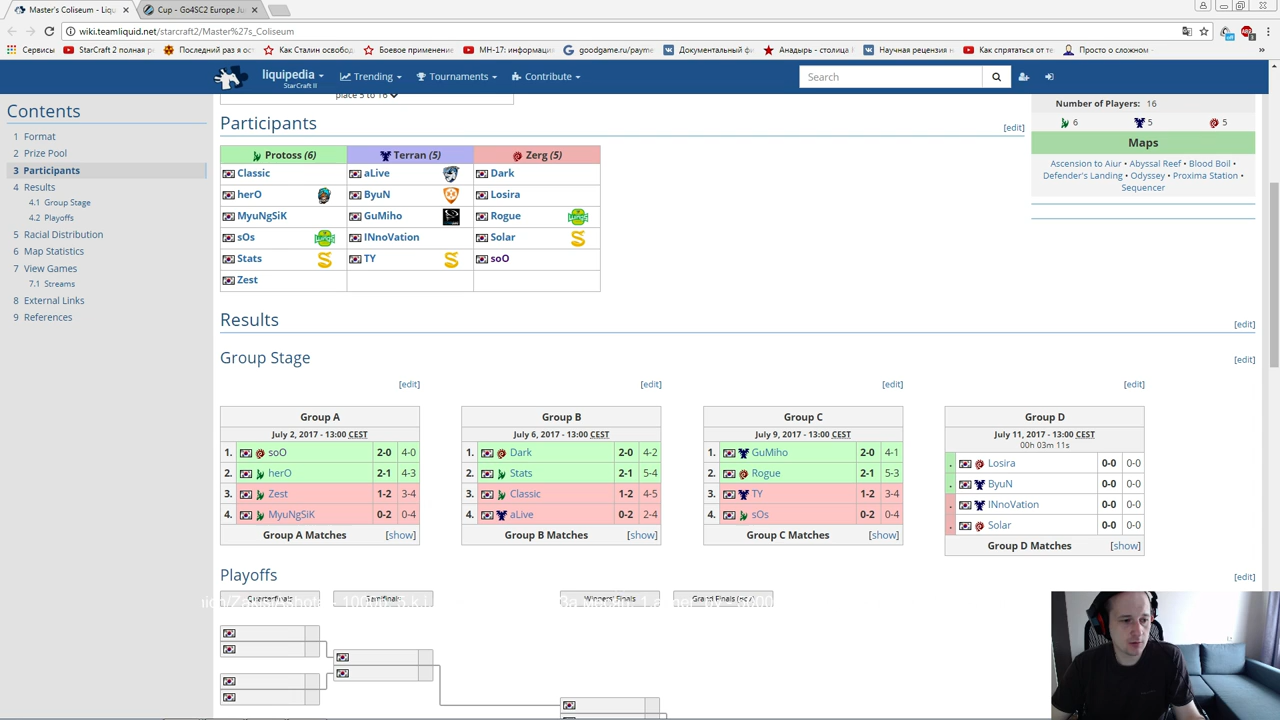 Master's Coliseum - Liqu
Cup - Go4SC2 Europe Ju
wiki.teamliquid.net/starcraft2/Master%27s_Coliseum
Сервисы
StarCraft 2 полная р
Последний раз я ос
Как Сталин освобод
Боевое применение
МН-17: информаци
goodgame.ru/payme
Документальный ф
Анадырь - столица
Научная рецензия н
Как спрятаться от те
Просто о сложном -
liquipedia
StarCraft II
Trending
Tournaments
Contribute
Search
Contents
1 Format
2 Prize Pool
3 Participants
4 Results
4.1 Group Stage
4.2 Playoffs
5 Racial Distribution
6 Map Statistics
7 View Games
7.1 Streams
8 External Links
9 References
place 5 to 16
Participants
[edit]
Protoss (6) Terran (5) Zerg (5)
Classic aLive Dark
herO ByuN Losira
MyuNgSiK GuMiho Rogue
sOs INnoVation Solar
Stats TY soO
Zest
Number of Players: 16
6 5 5
Maps
Ascension to Aiur • Abyssal Reef • Blood Boil •
Defender's Landing • Odyssey • Proxima Station •
Sequencer
Results
[edit]
Group Stage
[edit]
[edit] [edit] [edit] [edit]
Group A
July 2, 2017 - 13:00 CEST
1. soO 2-0 4-0
2. herO 2-1 4-3
3. Zest 1-2 3-4
4. MyuNgSiK 0-2 0-4
Group A Matches [show]
Group B
July 6, 2017 - 13:00 CEST
1. Dark 2-0 4-2
2. Stats 2-1 5-4
3. Classic 1-2 4-5
4. aLive 0-2 2-4
Group B Matches [show]
Group C
July 9, 2017 - 13:00 CEST
1. GuMiho 2-0 4-1
2. Rogue 2-1 5-3
3. TY 1-2 3-4
4. sOs 0-2 0-4
Group C Matches [show]
Group D
July 11, 2017 - 13:00 CEST
00h 03m 11s
. Losira 0-0 0-0
. ByuN 0-0 0-0
. INnoVation 0-0 0-0
. Solar 0-0 0-0
Group D Matches [show]
Playoffs
[edit]
Quarterfinals Semifinals Winners' Finals